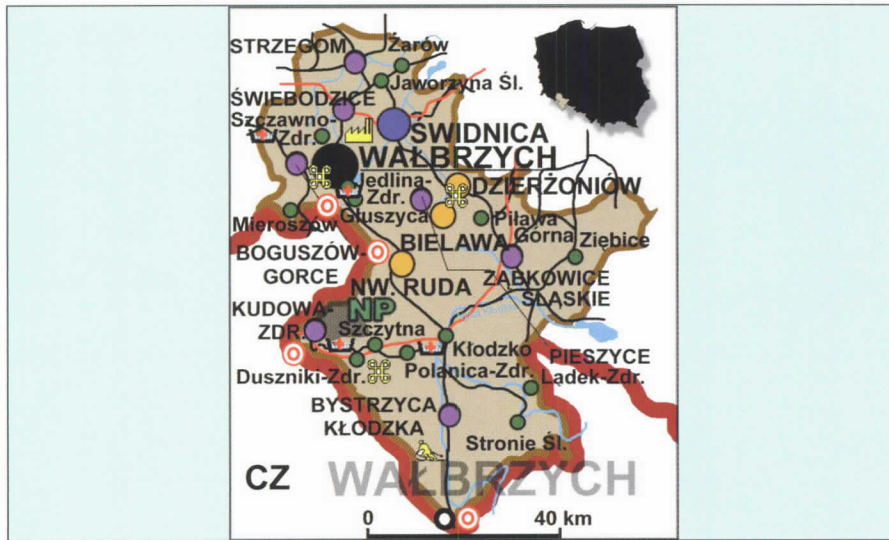 STRZEGOM
Żarów
Jaworzyna Śl.
ŚWIEBODZICE
Szczawno-
Zdr.
ŚWIDNICA
WAŁBRZYCH
Jedlina-
Zdr.
DZIERŻONIÓW
Głuszyca
Piława
Górna
Mieroszów
BIELAWA
Ziębice
BOGUSZÓW-
GORCE
ZĄBKOWICE
ŚLĄSKIE
NW. RUDA
KUDOWA-
ZDR.
NP
Szczytna
Kłodzko
PIESZYCE
Duszniki-Zdr.
Polanica-Zdr.
Lądek-Zdr.
BYSTRZYCA
KŁODZKA
Stronie Śl.
CZ
WAŁBRZYCH
0
40 km